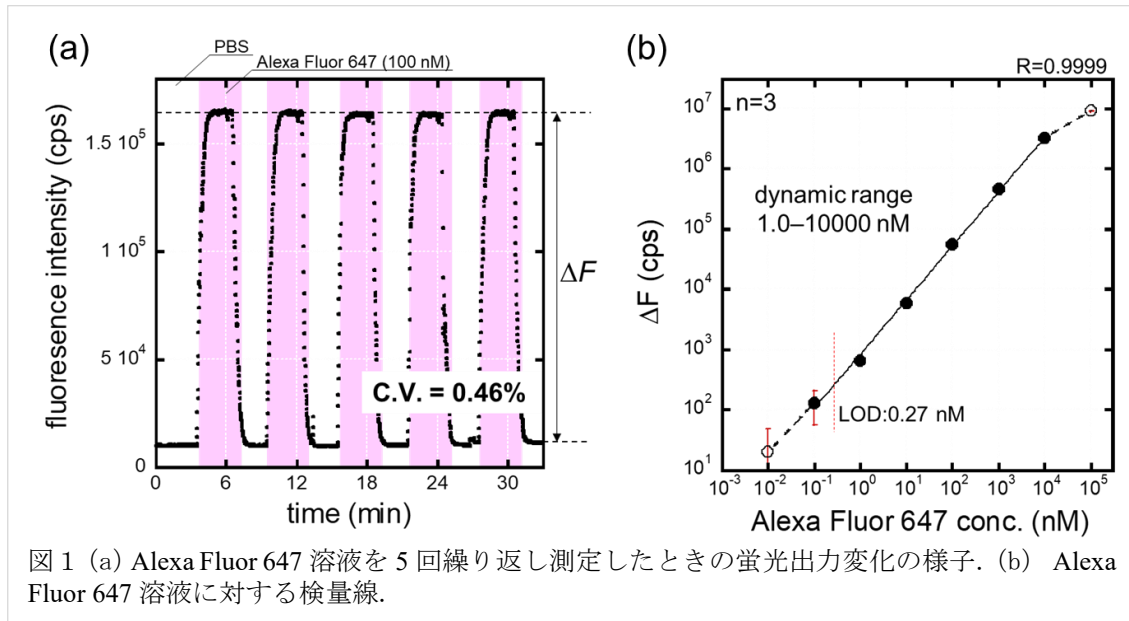 (a)
PBS
Alexa Fluor 647 (100 nM)
fluoresence intensity (cps)
1.5 10⁵
1 10⁵
5 10⁴
0
ΔF
C.V. = 0.46%
0 6 12 18 24 30
time (min)
(b)
R=0.9999
n=3
dynamic range
1.0–10000 nM
LOD:0.27 nM
ΔF (cps)
10⁷
10⁶
10⁵
10⁴
10³
10²
10¹
10⁻³ 10⁻² 10⁻¹ 10⁰ 10¹ 10² 10³ 10⁴ 10⁵
Alexa Fluor 647 conc. (nM)
図 1 (a) Alexa Fluor 647 溶液を 5 回繰り返し測定したときの蛍光出力変化の様子. (b) Alexa
Fluor 647 溶液に対する検量線.